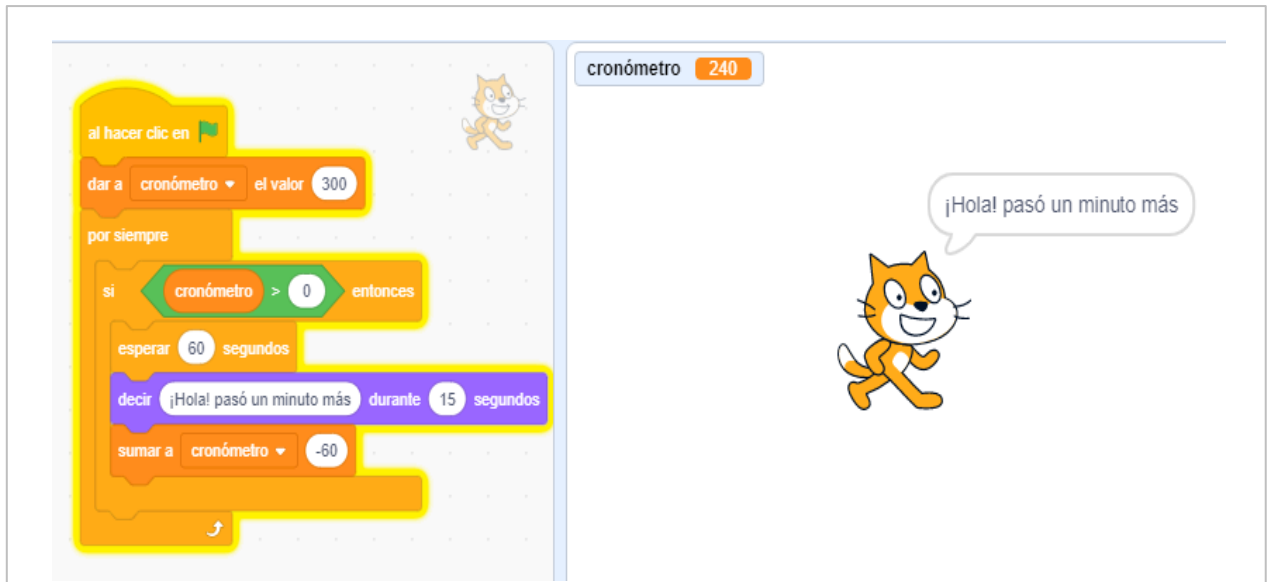 al hacer clic en
dar a cronómetro el valor 300
por siempre
si cronómetro > 0 entonces
esperar 60 segundos
decir ¡Hola! pasó un minuto más durante 15 segundos
sumar a cronómetro -60
cronómetro 240
¡Hola! pasó un minuto más